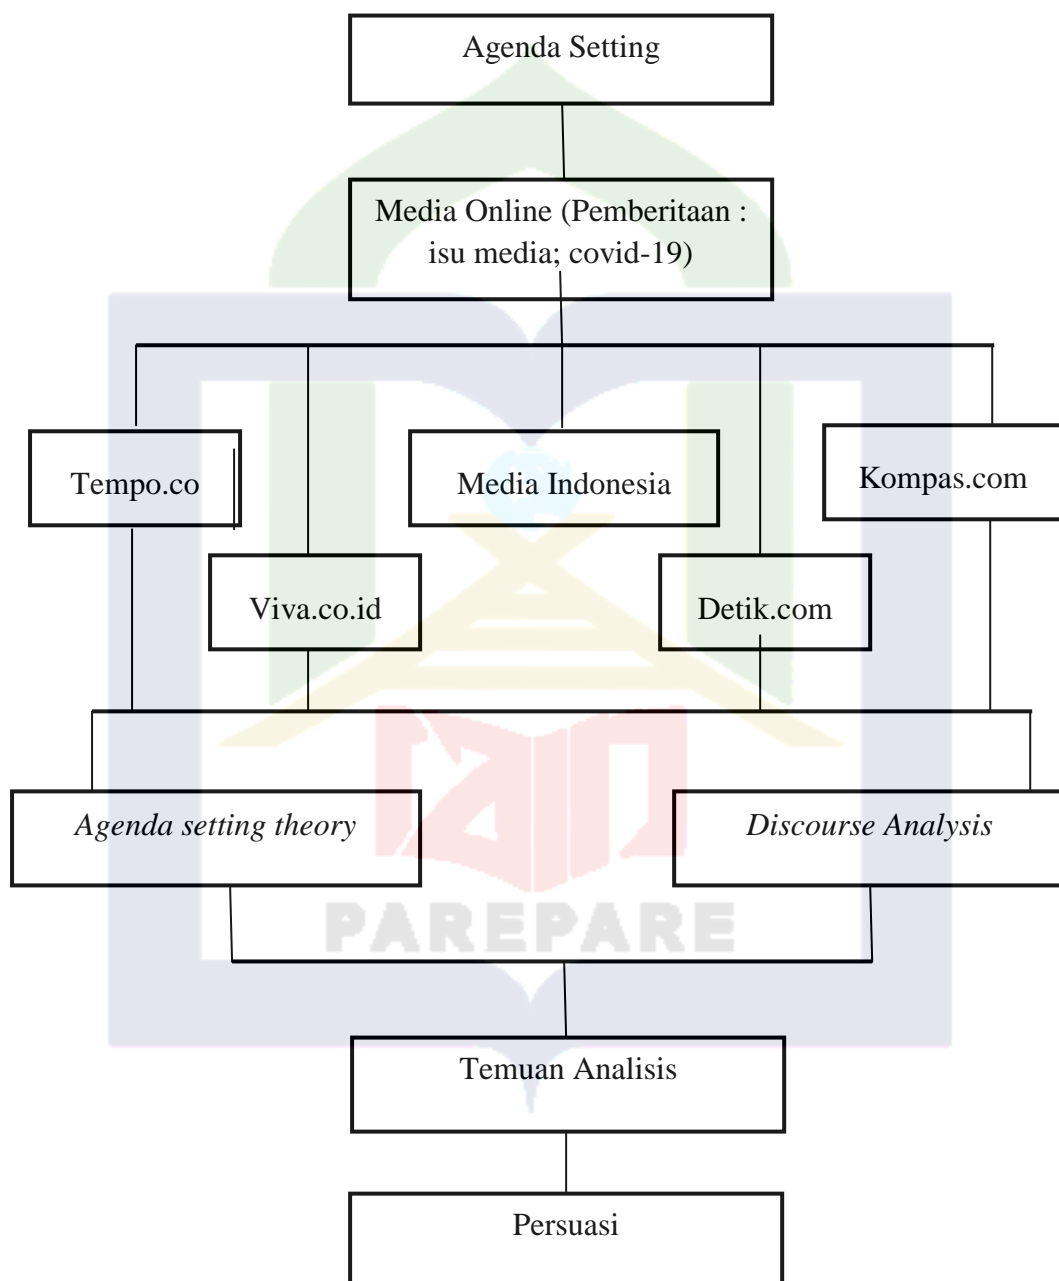 Agenda Setting
Media Online (Pemberitaan :
isu media; covid-19)
Tempo.co
Media Indonesia
Kompas.com
Viva.co.id
Detik.com
Agenda setting theory
Discourse Analysis
iain
PAREPARE
Temuan Analisis
Persuasi